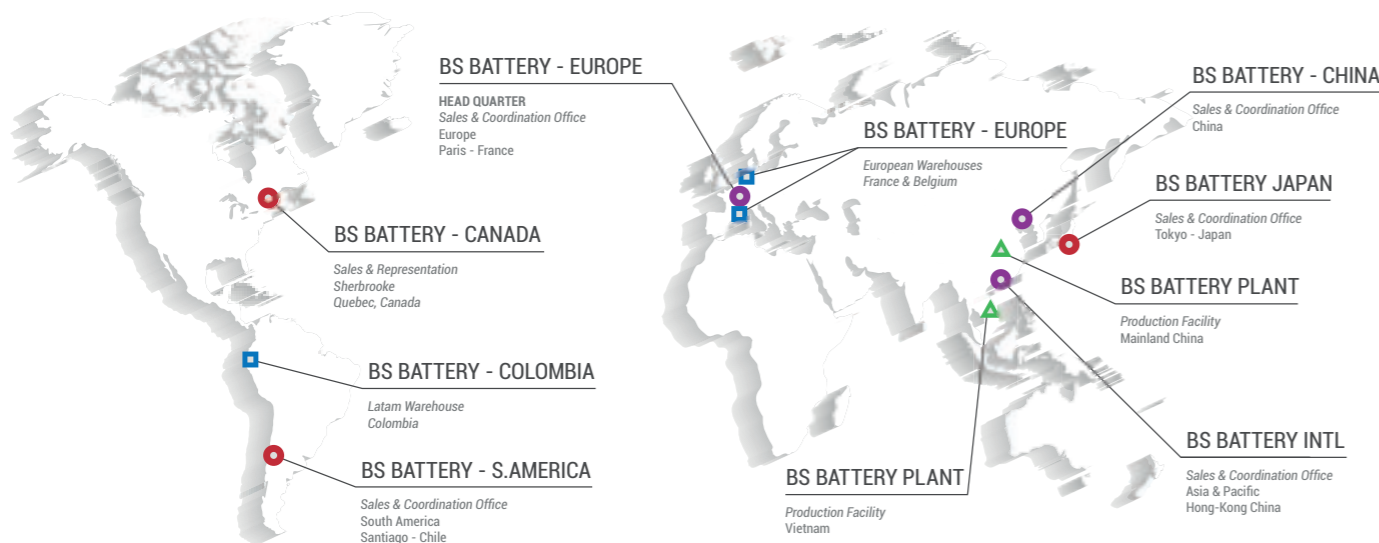 BS BATTERY - EUROPE
HEAD QUARTER
Sales & Coordination Office
Europe
Paris - France
BS BATTERY - CANADA
Sales & Representation
Sherbrooke
Quebec, Canada
BS BATTERY - COLOMBIA
Latam Warehouse
Colombia
BS BATTERY - S.AMERICA
Sales & Coordination Office
South America
Santiago - Chile
BS BATTERY - EUROPE
European Warehouses
France & Belgium
BS BATTERY - CHINA
Sales & Coordination Office
China
BS BATTERY JAPAN
Sales & Coordination Office
Tokyo - Japan
BS BATTERY PLANT
Production Facility
Mainland China
BS BATTERY INTL
Sales & Coordination Office
Asia & Pacific
Hong-Kong China
BS BATTERY PLANT
Production Facility
Vietnam